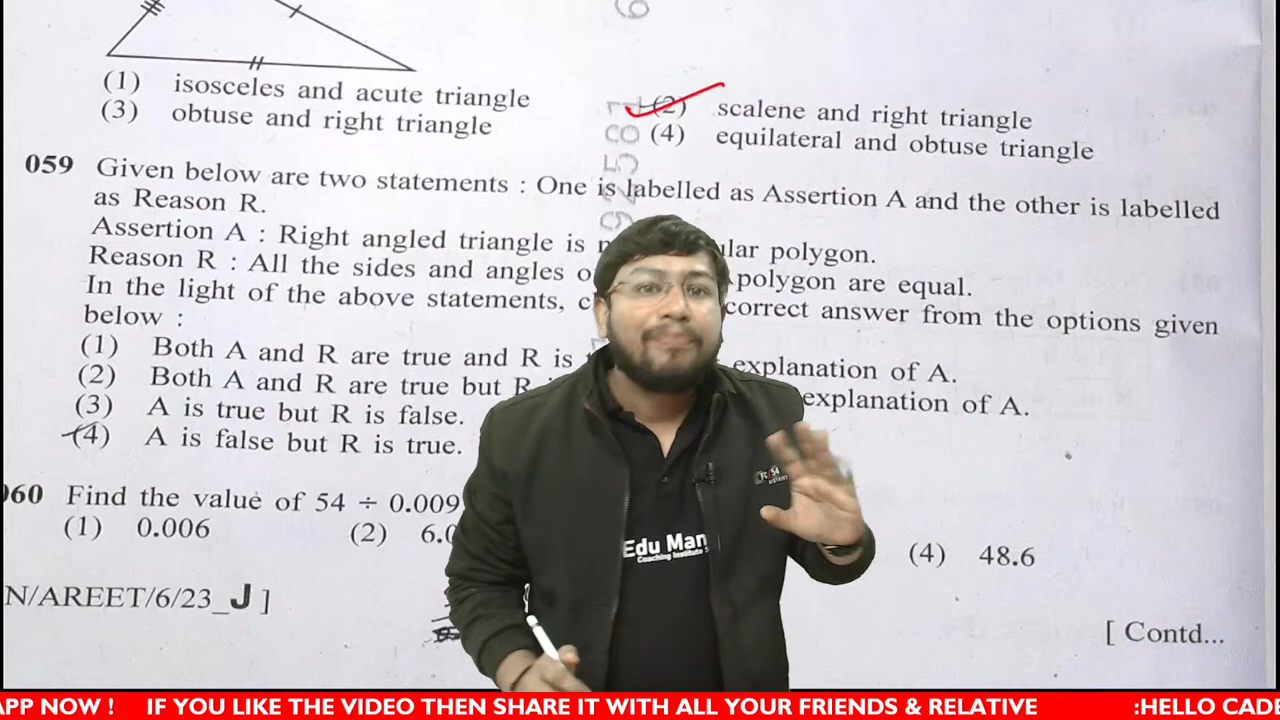 (1) isosceles and acute triangle
(2) scalene and right triangle
(3) obtuse and right triangle
(4) equilateral and obtuse triangle
059 Given below are two statements : One is labelled as Assertion A and the other is labelled
as Reason R.
Assertion A : Right angled triangle is polygon.
Reason R : All the sides and angles polygon are equal.
In the light of the above statements, correct answer from the options given
below :
(1) Both A and R are true and R is explanation of A.
(2) Both A and R are true but R explanation of A.
(3) A is true but R is false.
(4) A is false but R is true.
060 Find the value of 54 ÷ 0.009
(1) 0.006 (2) (4) 48.6
N/AREET/6/23_J ]
[ Contd...
Edu Man
Coaching Institute
APP NOW ! IF YOU LIKE THE VIDEO THEN SHARE IT WITH ALL YOUR FRIENDS & RELATIVE :HELLO